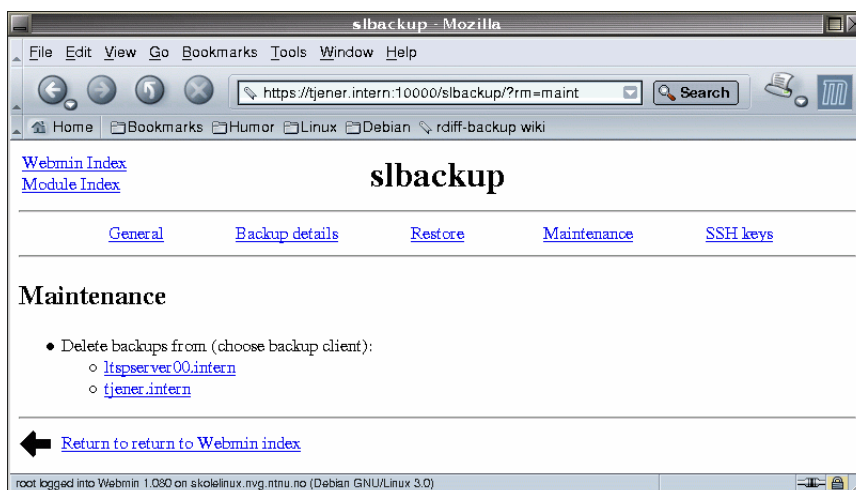 slbackup - Mozilla
File Edit View Go Bookmarks Tools Window Help
https://tjener.intern:10000/slbackup/?rm=maint Search
Home Bookmarks Humor Linux Debian rdiff-backup wiki
Webmin Index
Module Index
slbackup
General Backup details Restore Maintenance SSH keys
Maintenance
Delete backups from (choose backup client):
ltspserver00.intern
tjener.intern
Return to return to Webmin index
root logged into Webmin 1.080 on skolelinux.nvg.ntnu.no (Debian GNU/Linux 3.0)